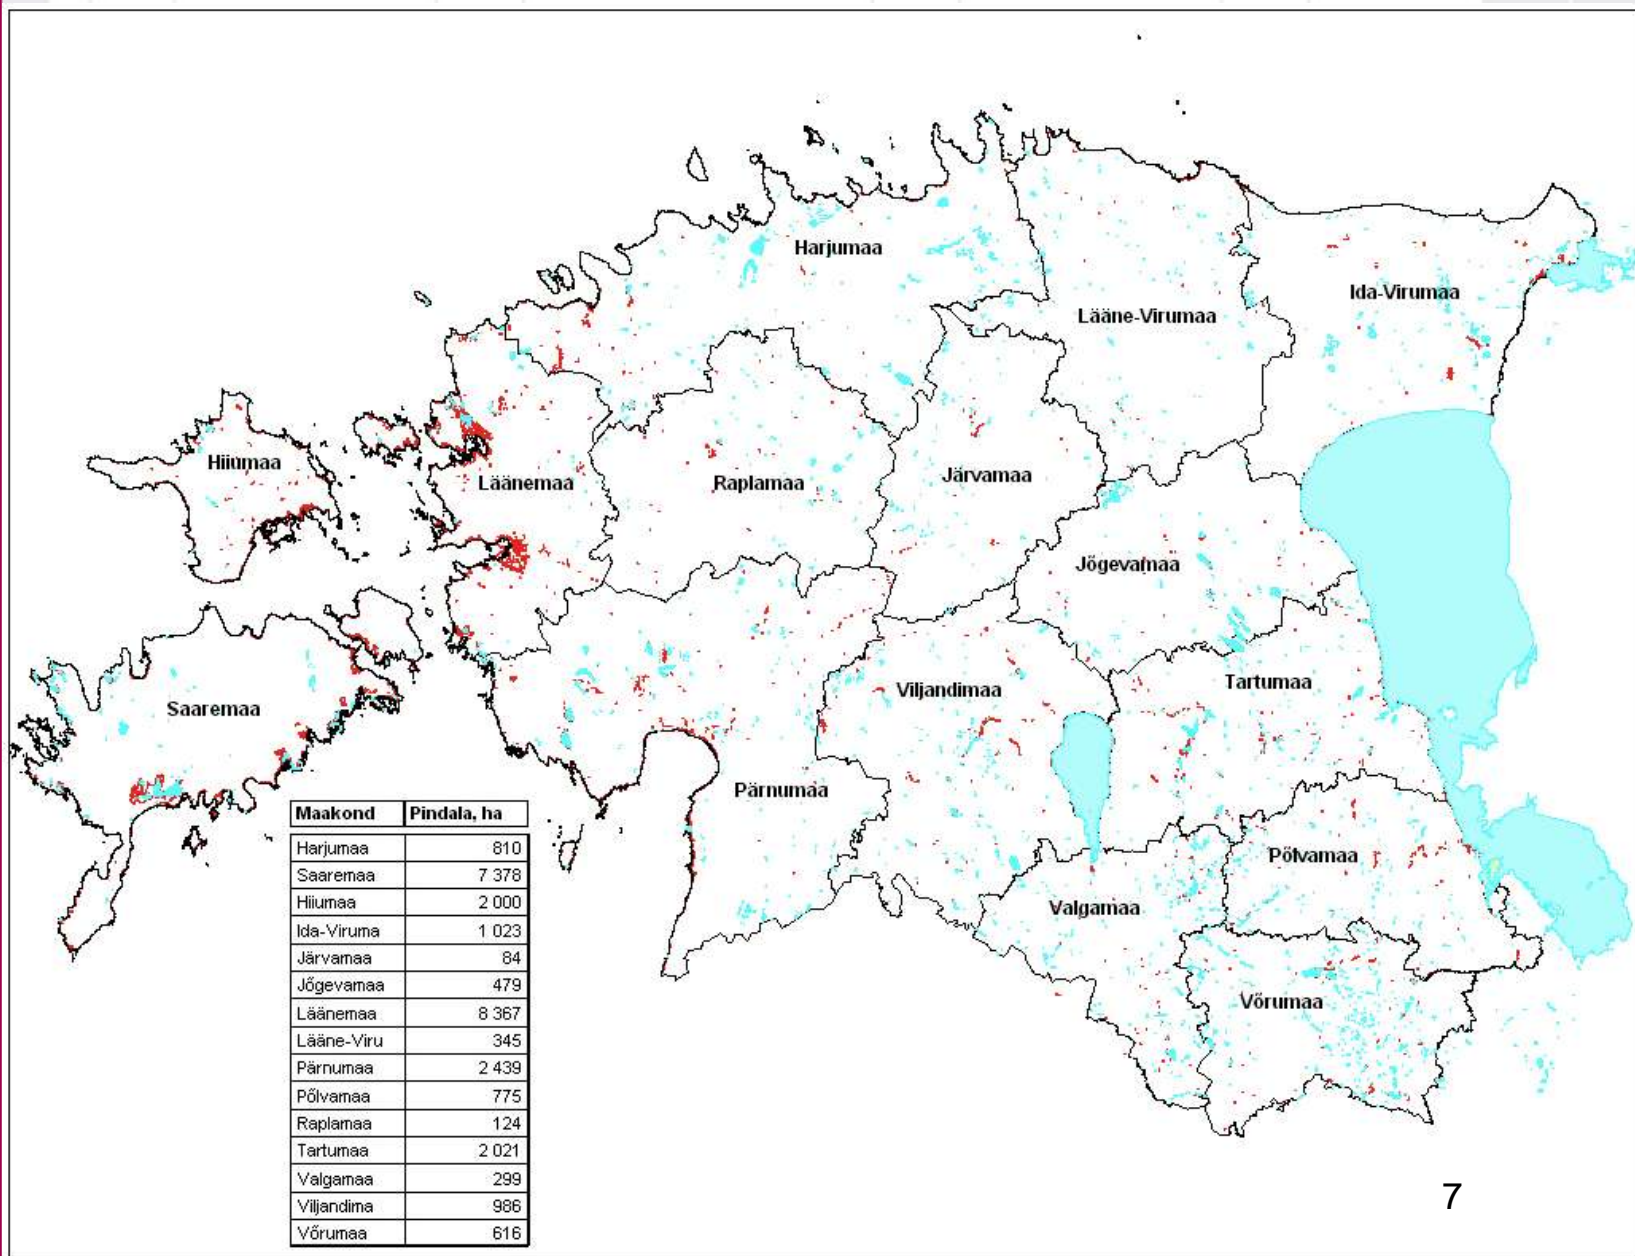 Harjumaa
Ida-Virumaa
Lääne-Virumaa
Hiiumaa
Läänemaa
Raplamaa
Järvamaa
Jõgevamaa
Saaremaa
Viljandimaa
Tartumaa
Pärnumaa
Põlvamaa
Valgamaa
Võrumaa
Maakond Pindala, ha
Harjumaa 810
Saaremaa 7 378
Hiiumaa 2 000
Ida-Viruma 1 023
Järvamaa 84
Jõgevamaa 479
Läänemaa 8 367
Lääne-Viru 345
Pärnumaa 2 439
Põlvamaa 775
Raplamaa 124
Tartumaa 2 021
Valgamaa 299
Viljandima 986
Võrumaa 616
7